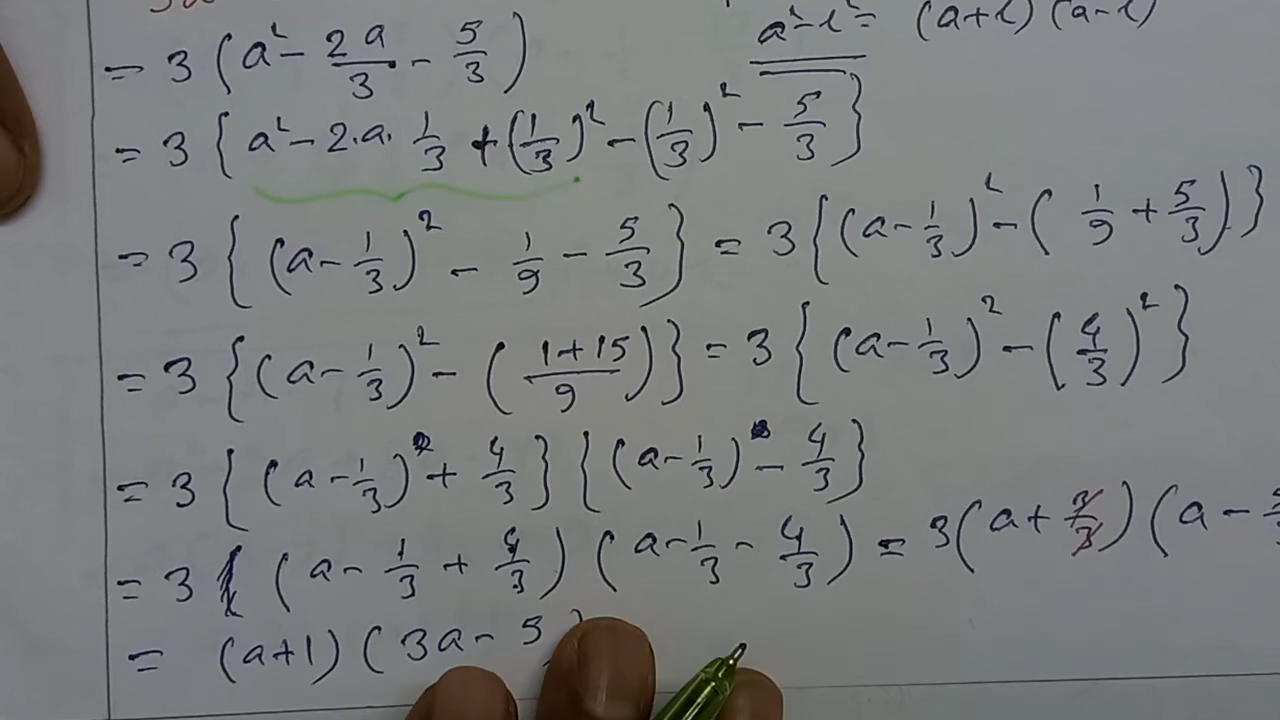 = 3 (a² - 2a/3 - 5/3)
a² - b² = (a+b)(a-b)
= 3 { a² - 2.a. 1/3 + (1/3)² - (1/3)² - 5/3 }
= 3 { (a - 1/3)² - 1/9 - 5/3 } = 3 { (a - 1/3)² - ( 1/9 + 5/3 ) }
= 3 { (a - 1/3)² - ( (1+15)/9 ) } = 3 { (a - 1/3)² - (4/3)² }
= 3 { (a - 1/3) + 4/3 } { (a - 1/3) - 4/3 }
= 3 ( a - 1/3 + 4/3 ) ( a - 1/3 - 4/3 ) = 3 ( a + 3/3 ) ( a -
= (a+1) ( 3a - 5